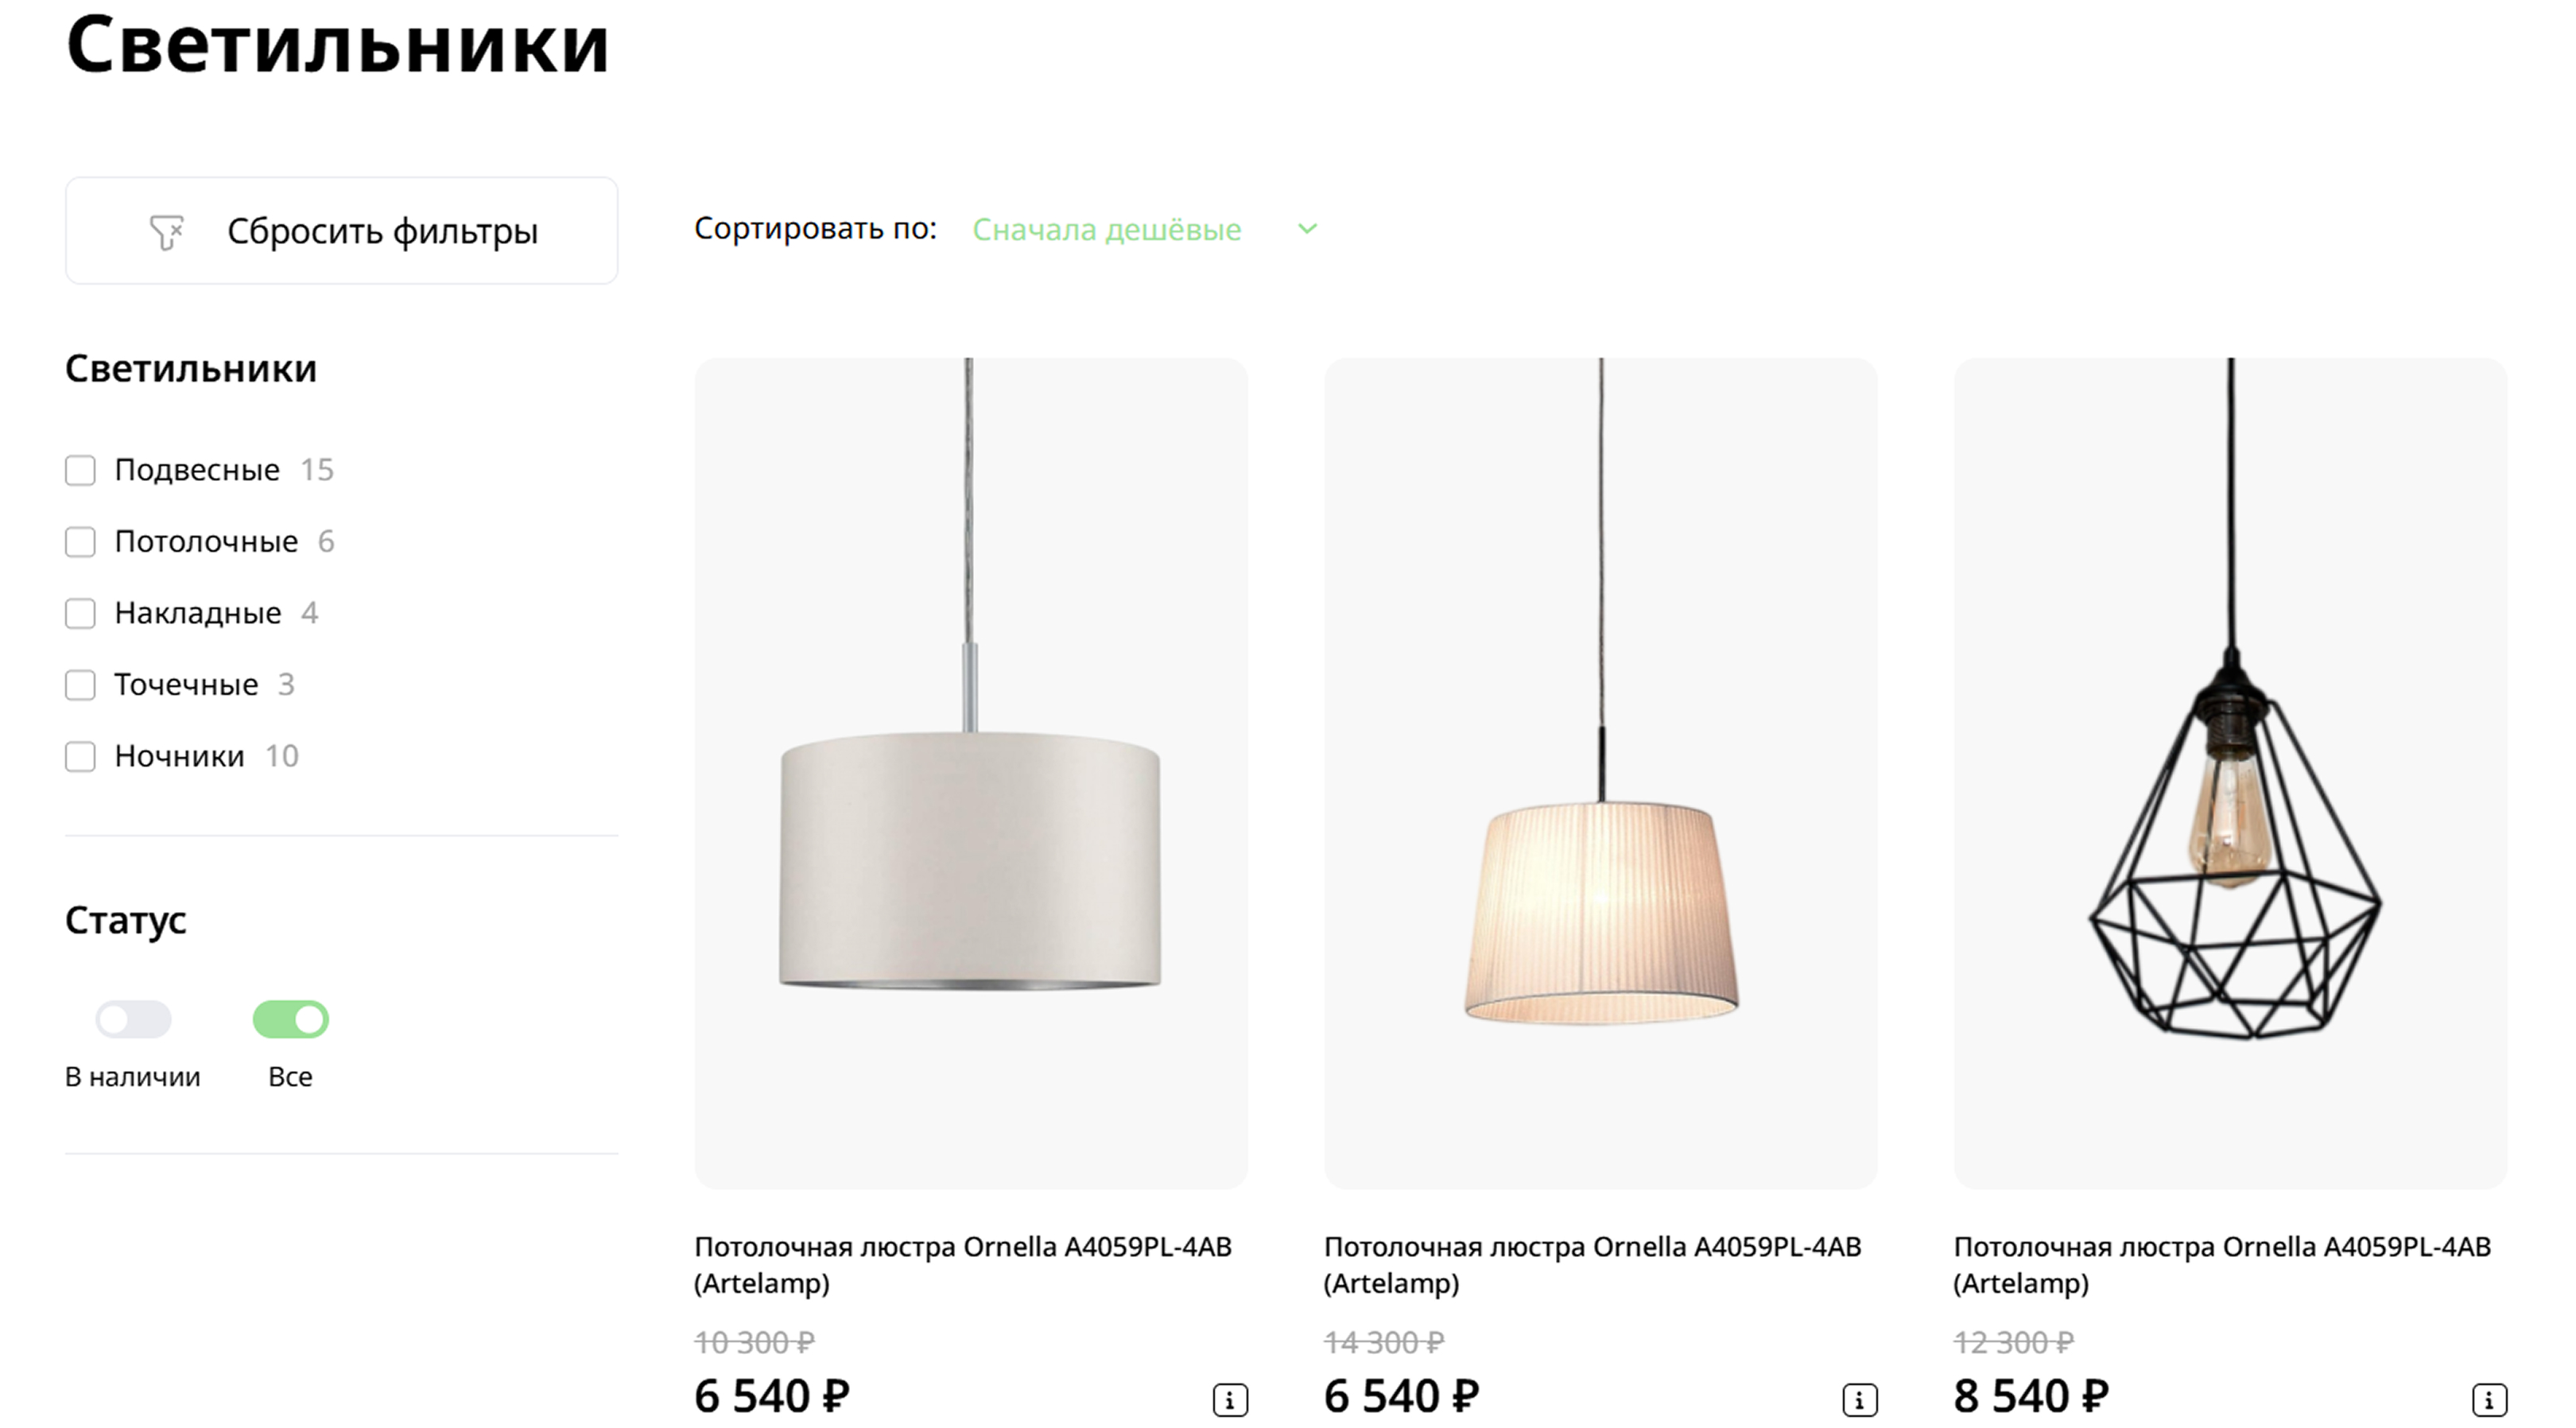 Светильники
Сбросить фильтры
Сортировать по: Сначала дешёвые
Светильники
Подвесные 15
Потолочные 6
Накладные 4
Точечные 3
Ночники 10
Статус
В наличии Все
Потолочная люстра Ornella A4059PL-4AB
(Artelamp)
10 300 ₽
6 540 ₽
Потолочная люстра Ornella A4059PL-4AB
(Artelamp)
14 300 ₽
6 540 ₽
Потолочная люстра Ornella A4059PL-4AB
(Artelamp)
12 300 ₽
8 540 ₽